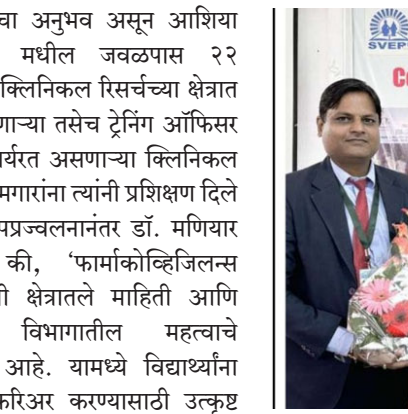 चा अनुभव असून आशिया
मधील जवळपास २२
क्लिनिकल रिसर्चच्या क्षेत्रात
णाऱ्या तसेच ट्रेनिंग ऑफिसर
र्यरत असणाऱ्या क्लिनिकल
मगारांना त्यांनी प्रशिक्षण दिले
पप्रज्वलनानंतर डॉ. मणियार
की, ‘फार्माकोव्हिजिलन्स
ी क्षेत्रातले माहिती आणि
विभागातील महत्वाचे
आहे. यामध्ये विद्यार्थ्यांना
करिअर करण्यासाठी उत्कृष्ट
SVEP
C